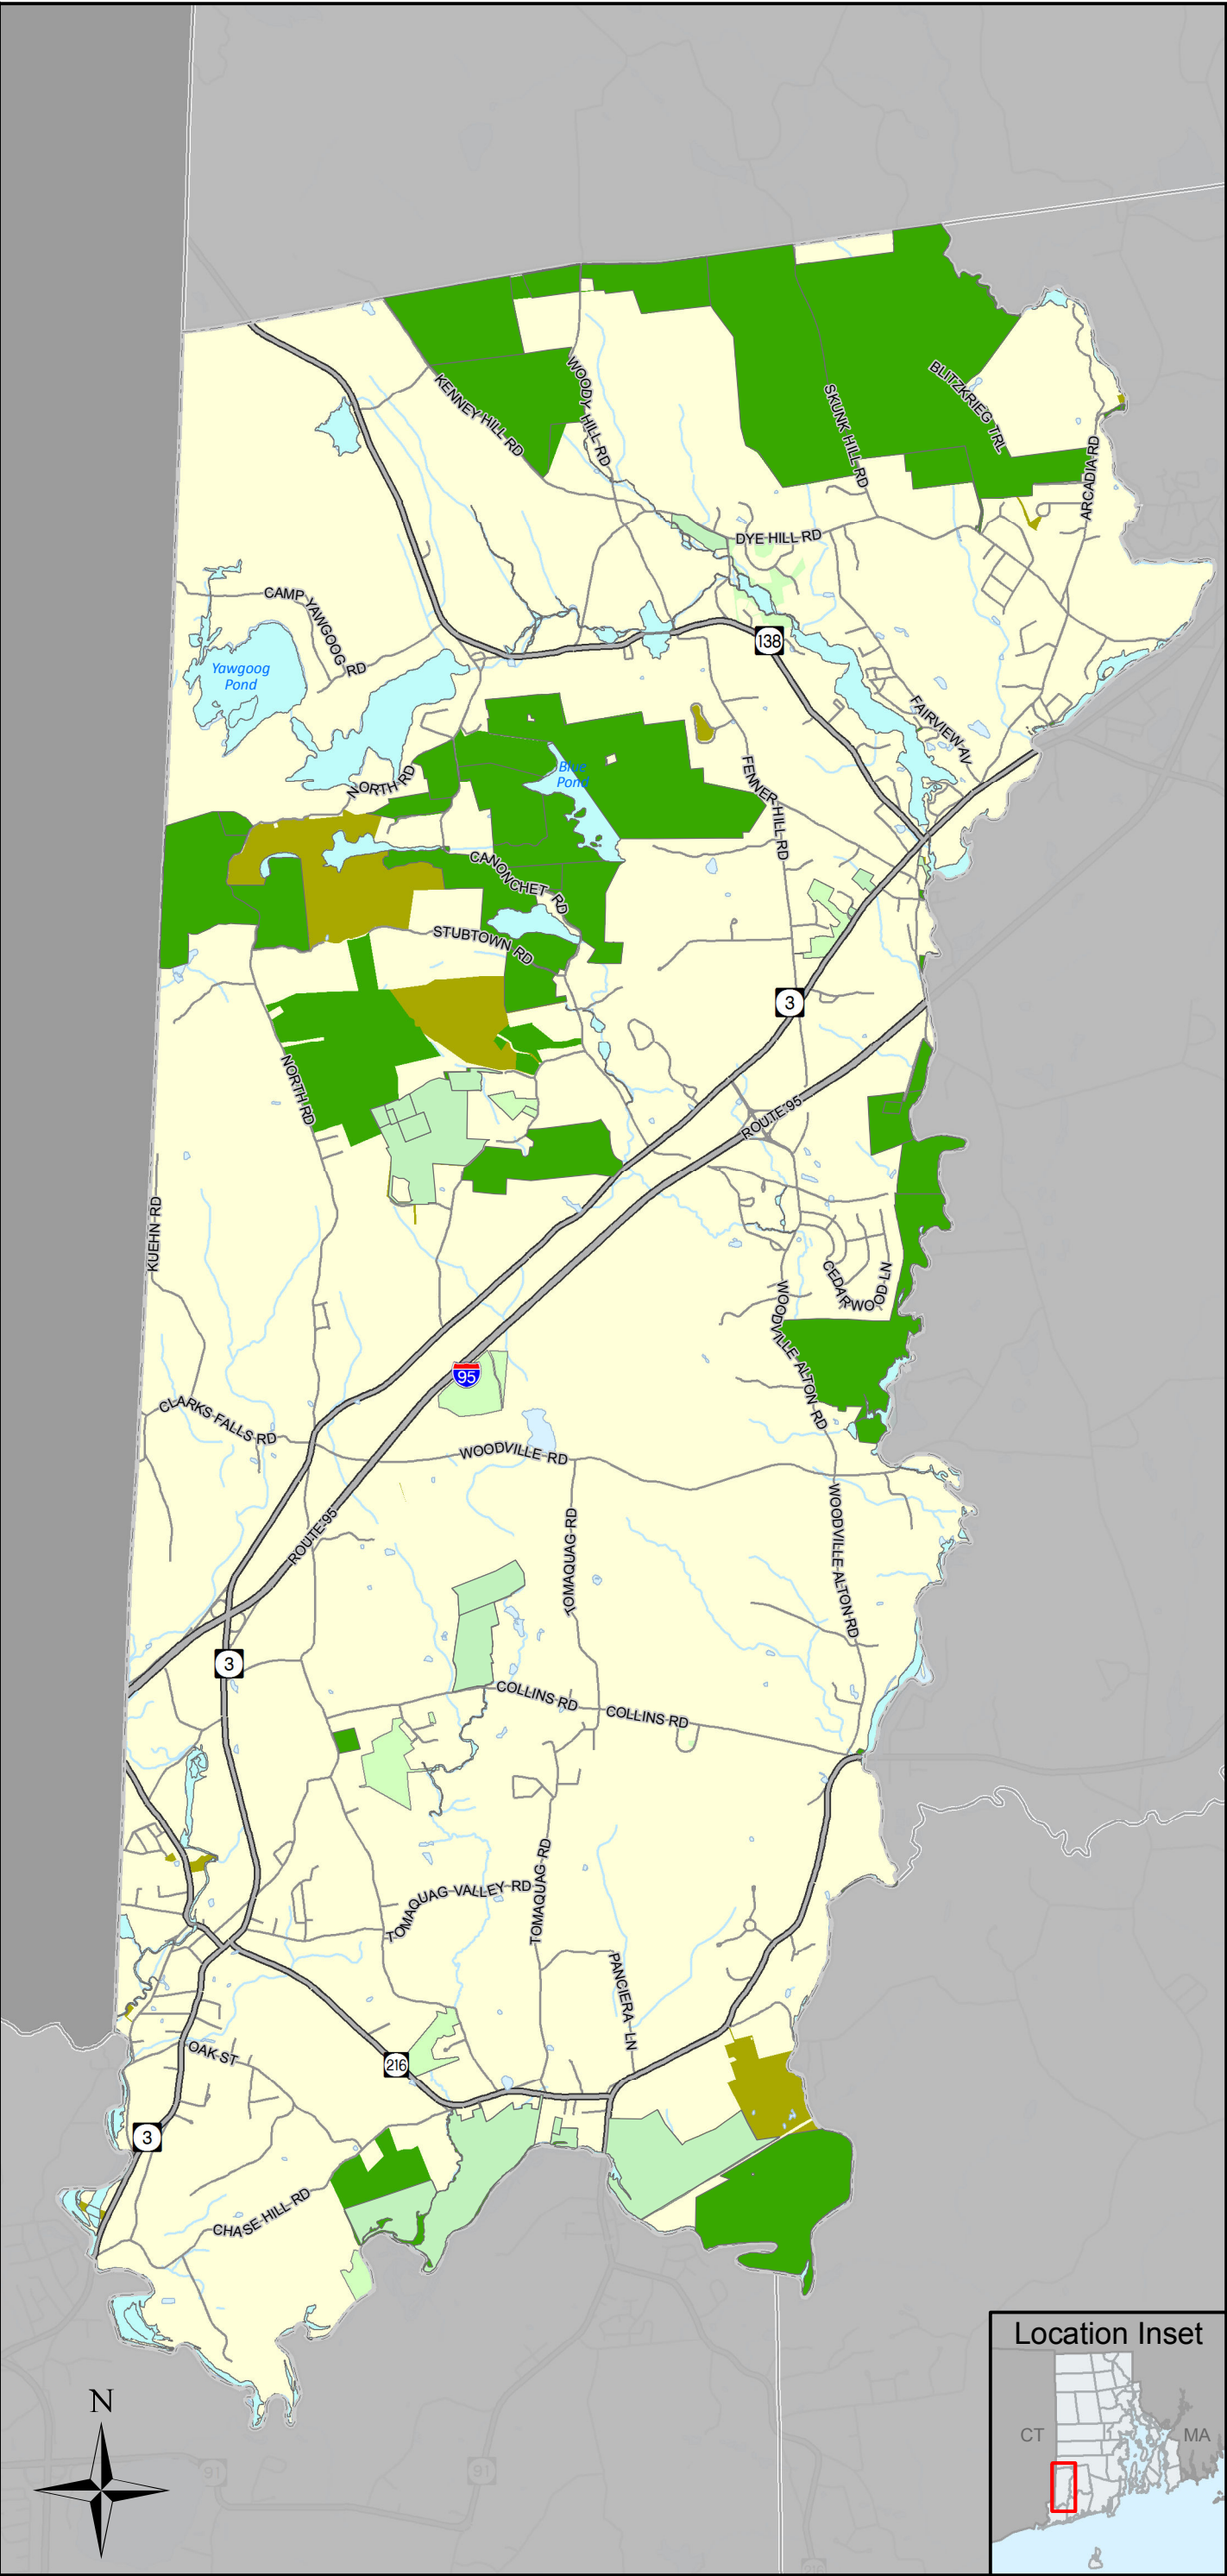 KENNEY HILL RD
WOODY HILL RD
SKUNK HILL RD
BLITZKRIEG TRL
ARCADIA RD
DYE HILL RD
CAMP YAWGOOG RD
138
Yawgoog
Pond
FAIRVIEW AV
Blue
Pond
NORTH RD
FENNER HILL RD
CANONCHET RD
STUBTOWN RD
3
NORTH RD
ROUTE 95
KUEHN RD
CEDARWOOD LN
WOODVILLE ALTON RD
95
CLARKS FALLS RD
WOODVILLE RD
ROUTE 95
TOMAQUAG RD
WOODVILLE ALTON RD
3
COLLINS RD
COLLINS RD
TOMAQUAG VALLEY RD
TOMAQUAG RD
PANCIERA LN
OAK ST
216
3
CHASE HILL RD
Location Inset
CT
MA
N
91
91
216